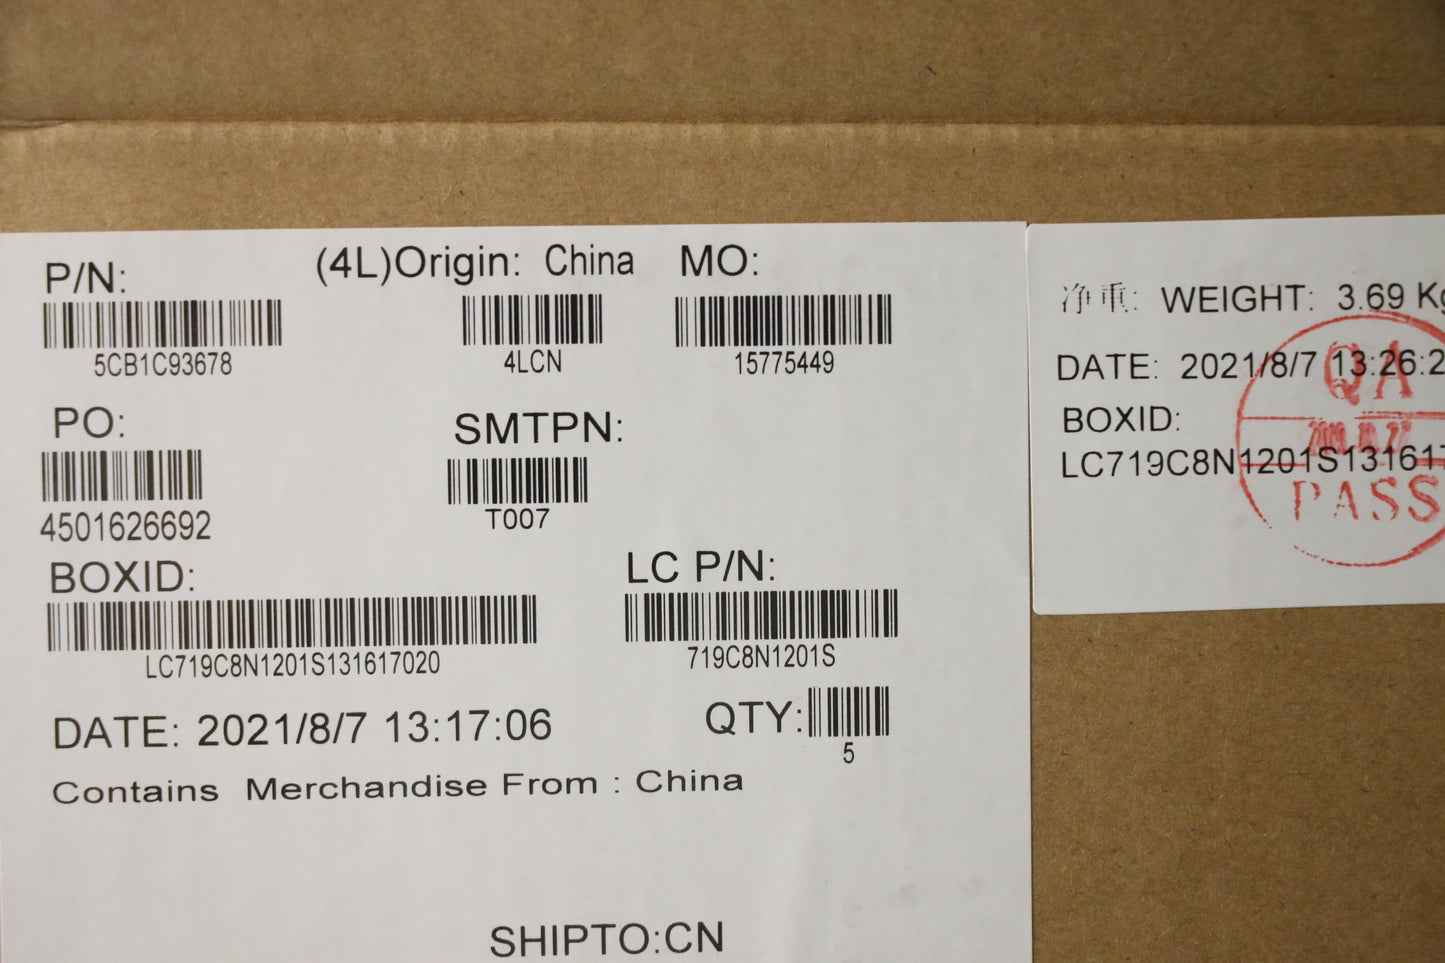 P/N:
(4L)Origin: China
MO:
5CB1C93678
4LCN
15775449
PO:
SMTPN:
4501626692
T007
BOXID:
LC P/N:
LC719C8N1201S131617020
719C8N1201S
DATE: 2021/8/7 13:17:06
QTY:
5
Contains Merchandise From : China
SHIPTO:CN
净重: WEIGHT: 3.69 Kg
DATE: 2021/8/7 13:26:2
BOXID:
LC719C8N1201S131617
QA
PASS